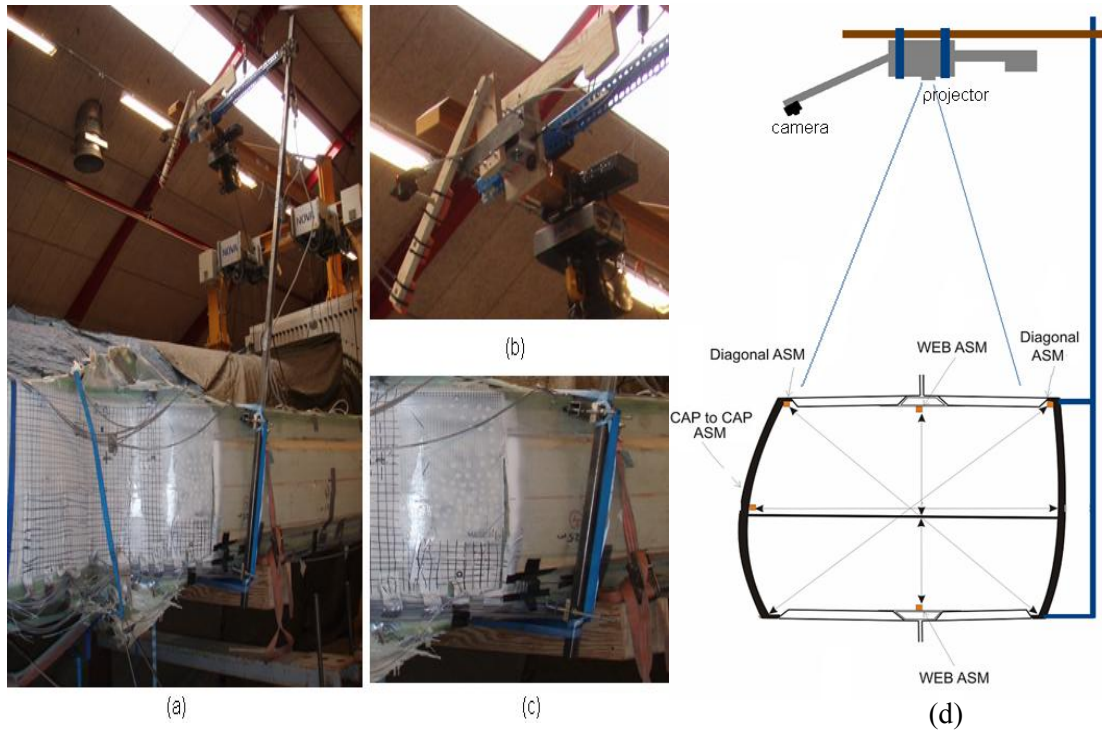 NOVA
NOVA
(a)
(b)
(c)
projector
camera
Diagonal ASM
WEB ASM
Diagonal
ASM
CAP to CAP
ASM
WEB ASM
(d)